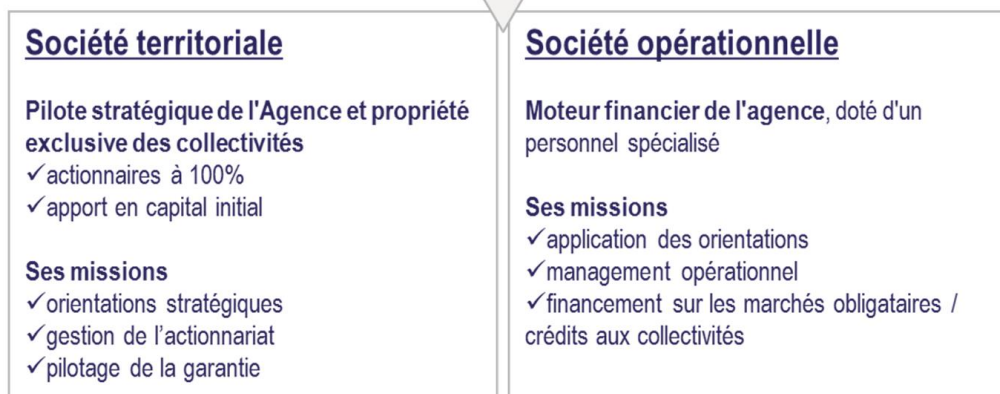 Société territoriale
Pilote stratégique de l'Agence et propriété
exclusive des collectivités
✓actionnaires à 100%
✓apport en capital initial
Ses missions
✓orientations stratégiques
✓gestion de l’actionnariat
✓pilotage de la garantie
Société opérationnelle
Moteur financier de l'agence, doté d'un
personnel spécialisé
Ses missions
✓application des orientations
✓management opérationnel
✓financement sur les marchés obligataires /
crédits aux collectivités